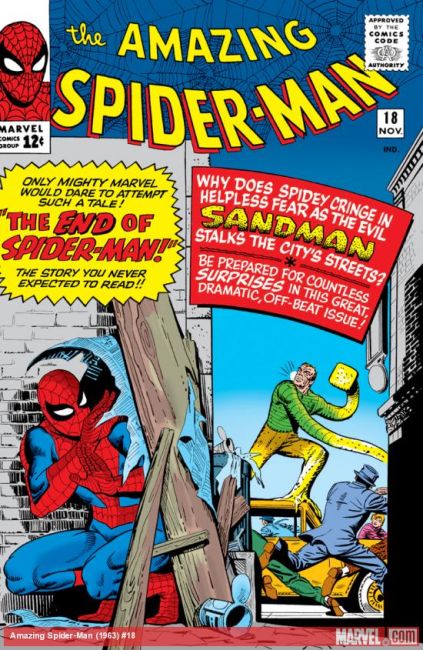 the AMAZING
SPIDER-MAN
APPROVED
BY THE
COMICS
CODE
AUTHORITY
MARVEL
COMICS
GROUP
12¢
18
NOV.
IND.
ONLY MIGHTY MARVEL
WOULD DARE TO ATTEMPT
SUCH A TALE!
"THE END OF
SPIDER-MAN!"
THE STORY YOU NEVER
EXPECTED TO READ!!
WHY DOES SPIDEY CRINGE IN
HELPLESS FEAR AS THE EVIL
SANDMAN
STALKS THE CITY'S STREETS?
BE PREPARED FOR COUNTLESS
SURPRISES IN THIS GREAT,
DRAMATIC, OFF-BEAT ISSUE!
Amazing Spider-Man (1963) #18
MARVEL.COM